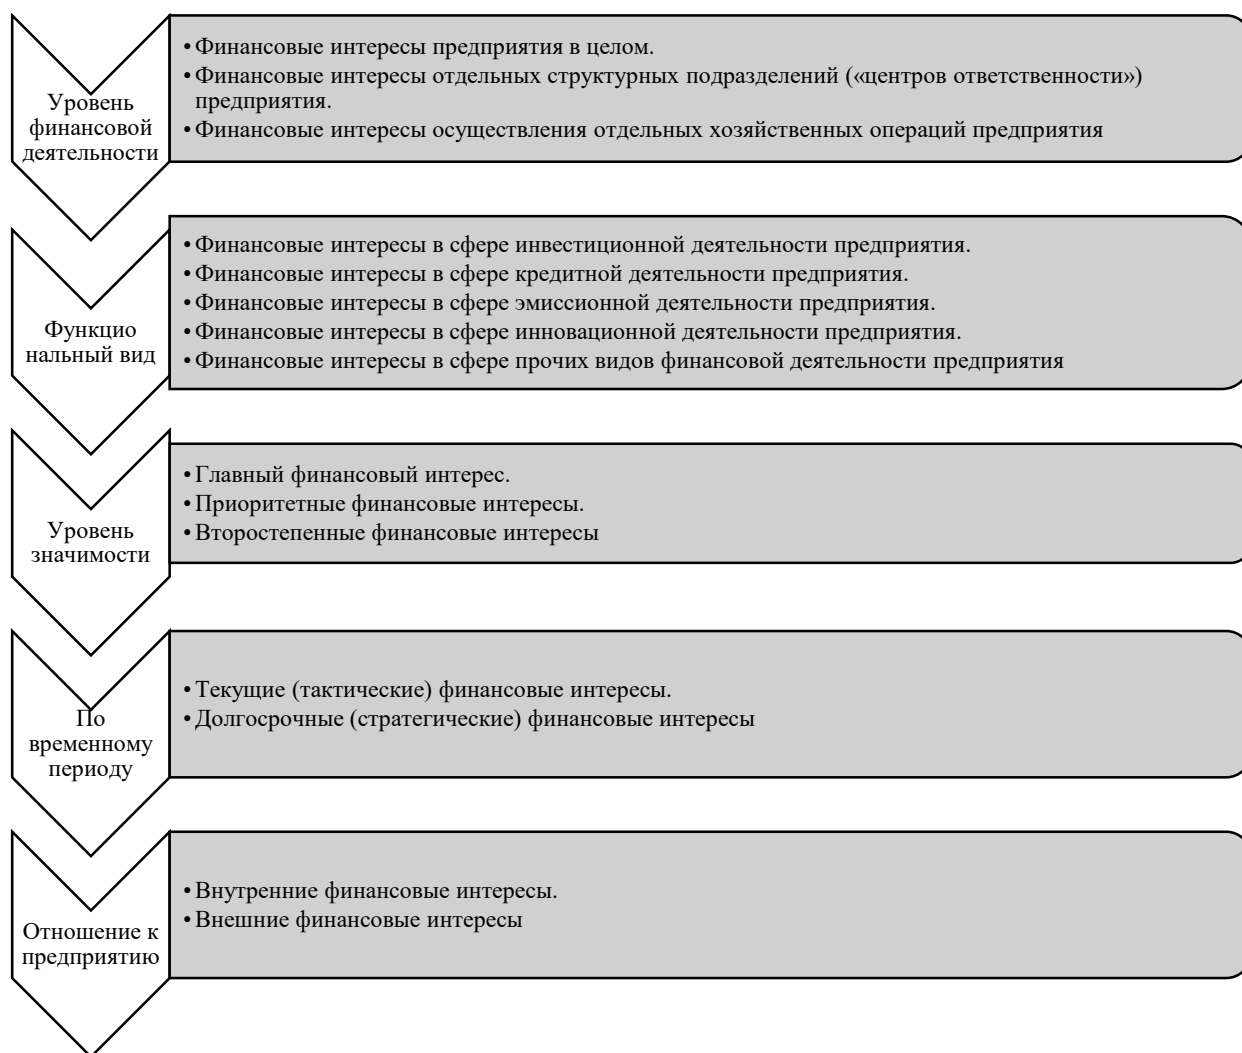 Уровень
финансовой
деятельности
• Финансовые интересы предприятия в целом.
• Финансовые интересы отдельных структурных подразделений («центров ответственности»)
предприятия.
• Финансовые интересы осуществления отдельных хозяйственных операций предприятия
Функцио
нальный вид
• Финансовые интересы в сфере инвестиционной деятельности предприятия.
• Финансовые интересы в сфере кредитной деятельности предприятия.
• Финансовые интересы в сфере эмиссионной деятельности предприятия.
• Финансовые интересы в сфере инновационной деятельности предприятия.
• Финансовые интересы в сфере прочих видов финансовой деятельности предприятия
Уровень
значимости
• Главный финансовый интерес.
• Приоритетные финансовые интересы.
• Второстепенные финансовые интересы
По
временному
периоду
• Текущие (тактические) финансовые интересы.
• Долгосрочные (стратегические) финансовые интересы
Отношение к
предприятию
• Внутренние финансовые интересы.
• Внешние финансовые интересы